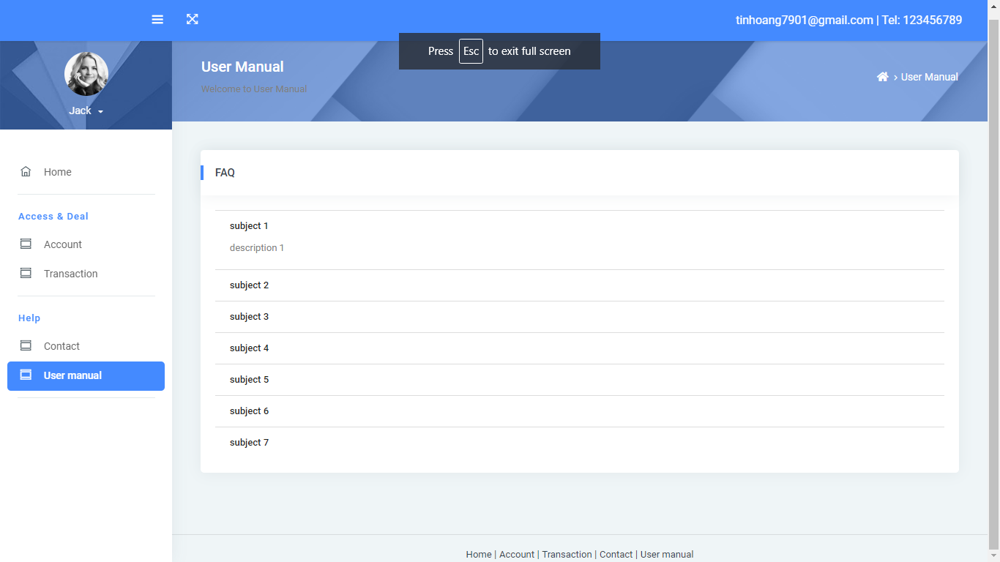 tinhoang7901@gmail.com | Tel: 123456789
Press Esc to exit full screen
User Manual
Welcome to User Manual
› User Manual
Jack
Home
Access & Deal
Account
Transaction
Help
Contact
User manual
FAQ
subject 1
description 1
subject 2
subject 3
subject 4
subject 5
subject 6
subject 7
Home | Account | Transaction | Contact | User manual